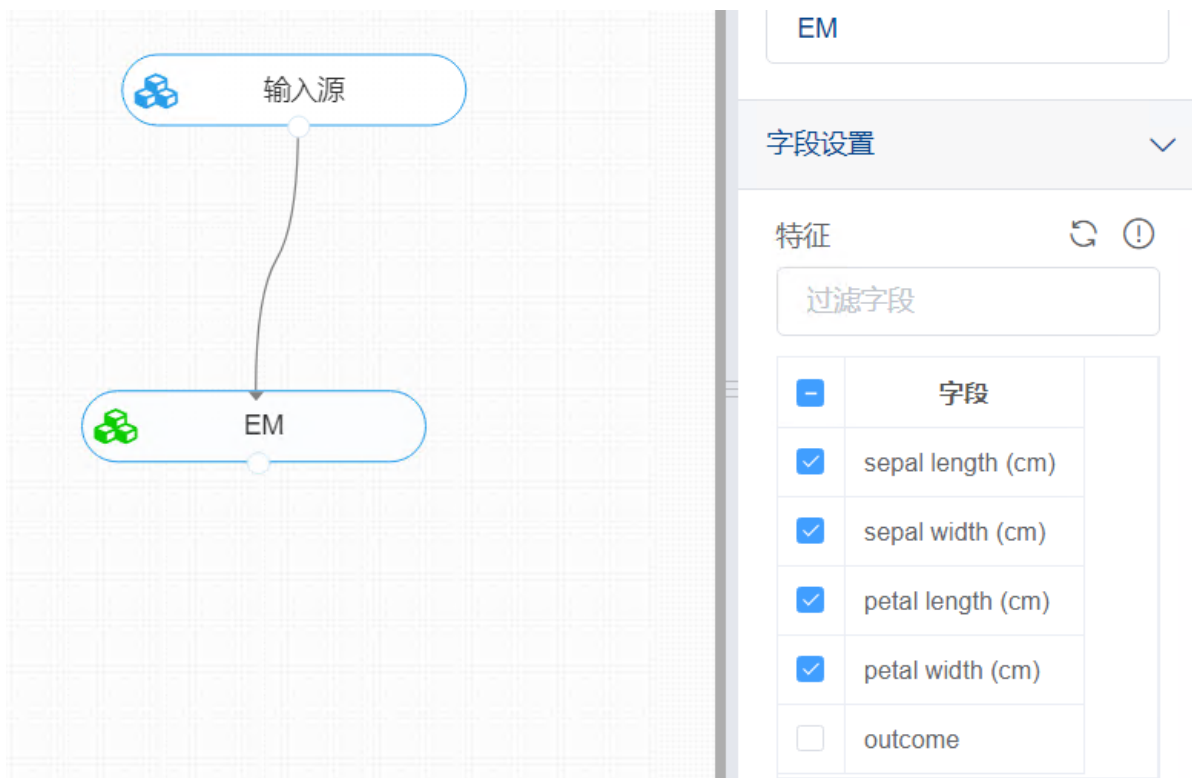 输入源
EM
EM
字段设置
特征
过滤字段
字段
sepal length (cm)
sepal width (cm)
petal length (cm)
petal width (cm)
outcome